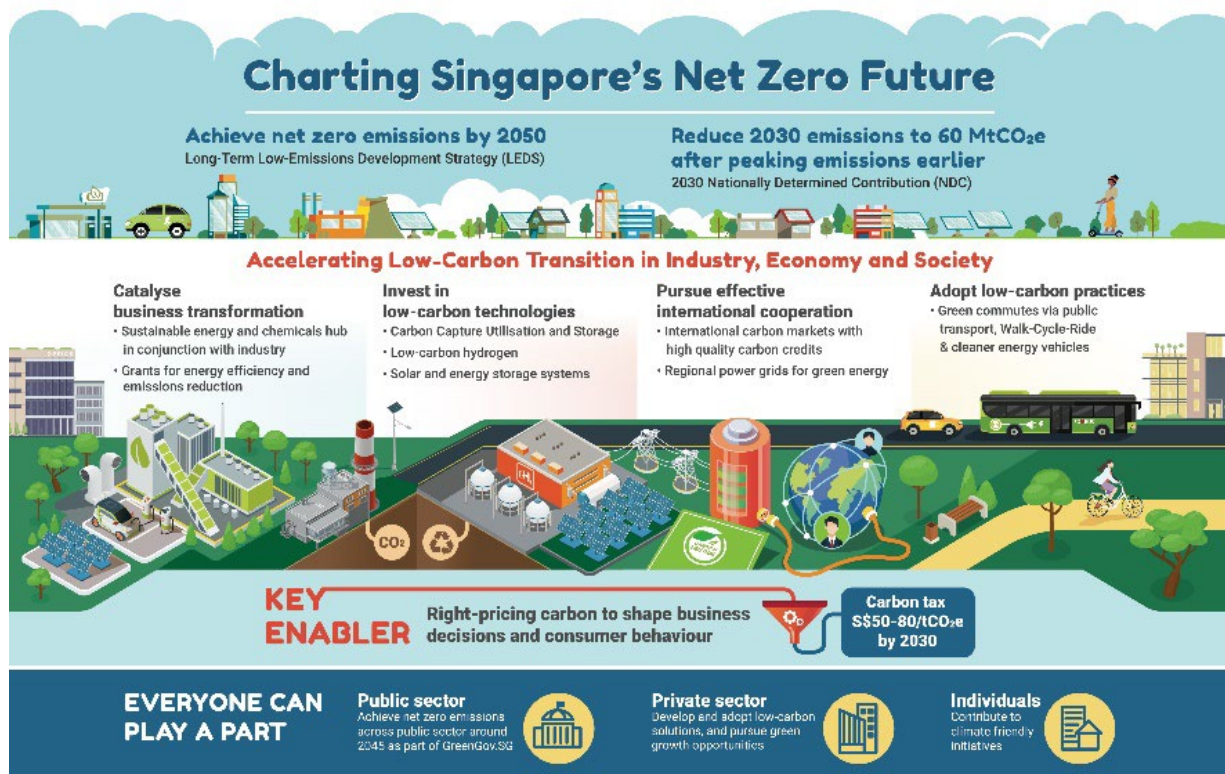 Charting Singapore's Net Zero Future
Achieve net zero emissions by 2050
Long-Term Low-Emissions Development Strategy (LEDS)
Reduce 2030 emissions to 60 MtCO₂e
after peaking emissions earlier
2030 Nationally Determined Contribution (NDC)
Accelerating Low-Carbon Transition in Industry, Economy and Society
Catalyse
business transformation
• Sustainable energy and chemicals hub
in conjunction with industry
• Grants for energy efficiency and
emissions reduction
Invest in
low-carbon technologies
• Carbon Capture Utilisation and Storage
• Low-carbon hydrogen
• Solar and energy storage systems
Pursue effective
international cooperation
• International carbon markets with
high quality carbon credits
• Regional power grids for green energy
Adopt low-carbon practices
• Green commutes via public
transport, Walk-Cycle-Ride
& cleaner energy vehicles
OFFICE
CO₂
KEY
ENABLER
Right-pricing carbon to shape business
decisions and consumer behaviour
Carbon tax
S$50-80/tCO₂e
by 2030
EVERYONE CAN
PLAY A PART
Public sector
Achieve net zero emissions
across public sector around
2045 as part of GreenGov.SG
Private sector
Develop and adopt low-carbon
solutions, and pursue green
growth opportunities
Individuals
Contribute to
climate friendly
initiatives